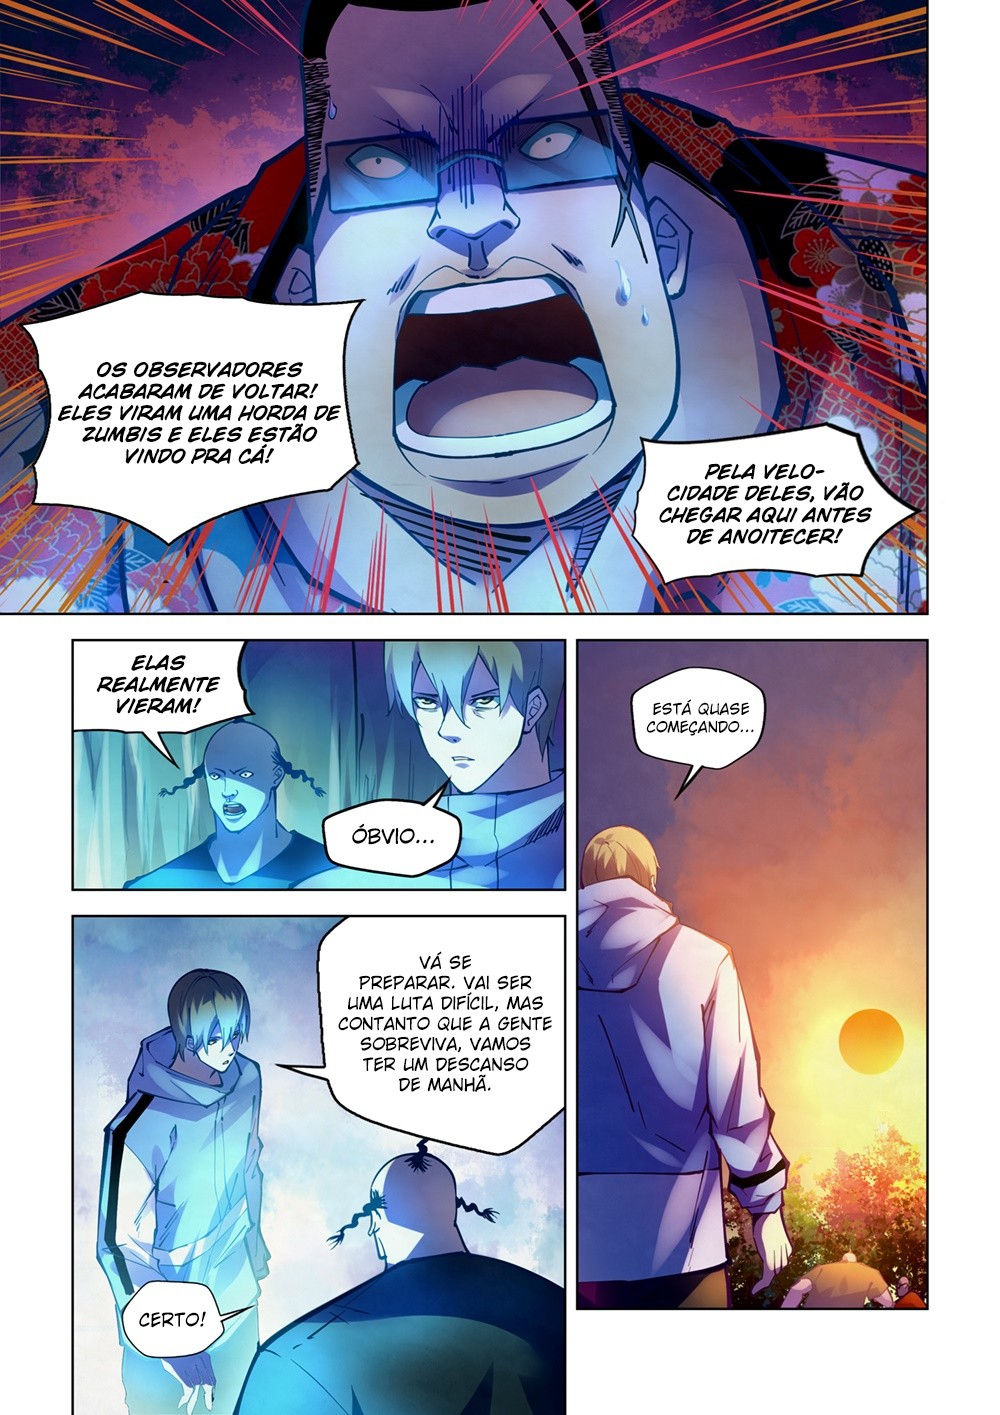 OS OBSERVADORES
ACABARAM DE VOLTAR!
ELES VIRAM UMA HORDA DE
ZUMBIS E ELES ESTÃO
VINDO PRA CÁ!
PELA VELO-
CIDADE DELES, VÃO
CHEGAR AQUI ANTES
DE ANOITECER!
ELAS
REALMENTE
VIERAM!
ÓBVIO...
VÁ SE
PREPARAR. VAI SER
UMA LUTA DIFÍCIL, MAS
CONTANTO QUE A GENTE
SOBREVIVA, VAMOS
TER UM DESCANSO
DE MANHÃ.
CERTO!
ESTÁ QUASE
COMEÇANDO...